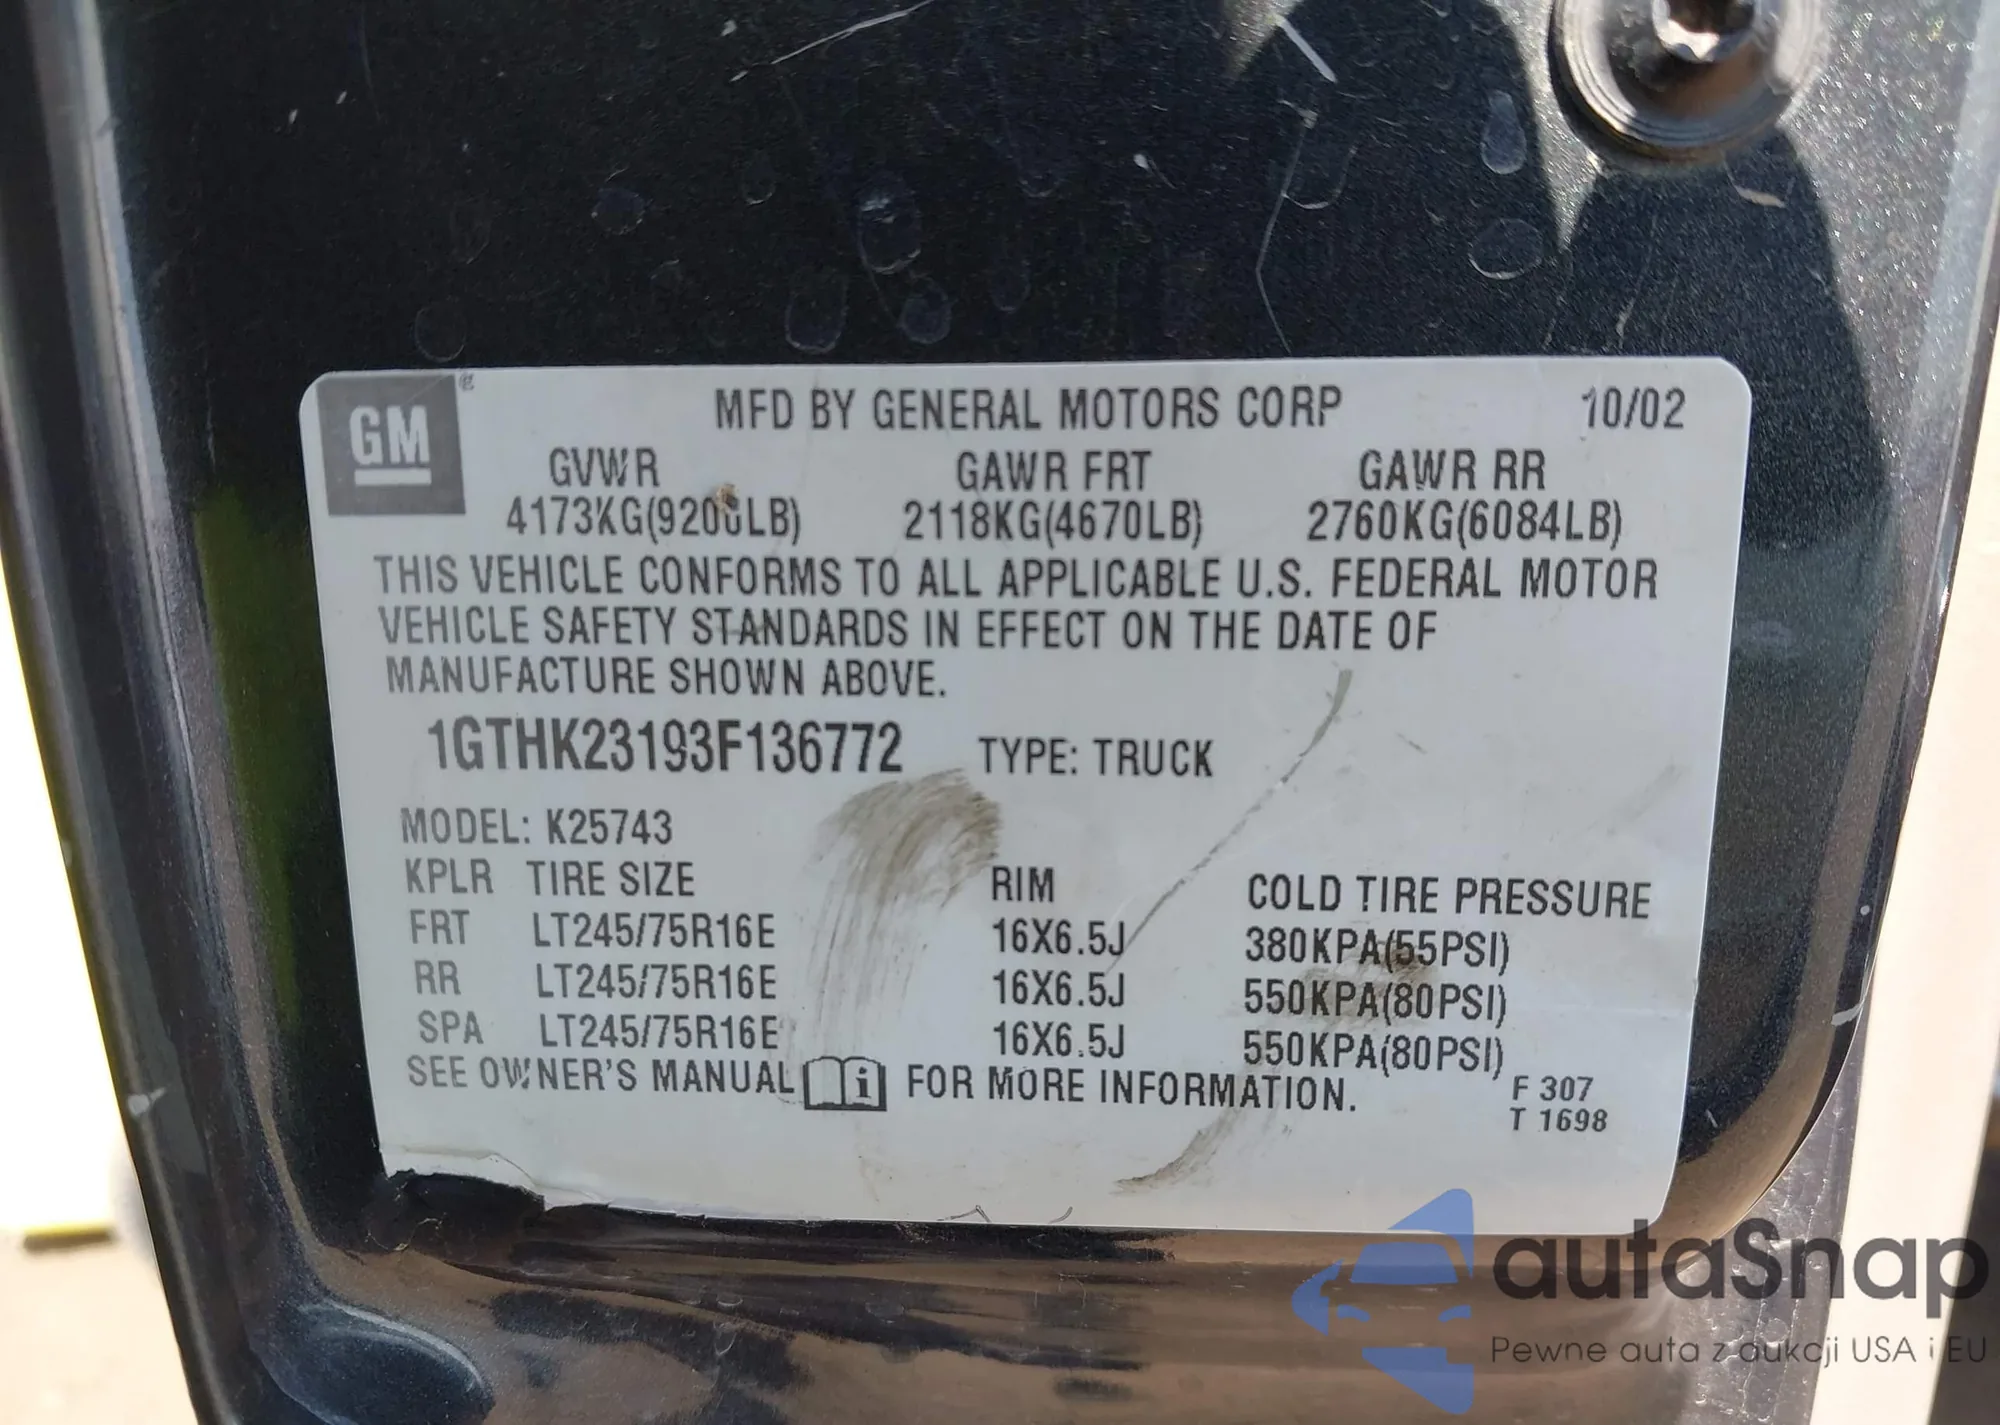 GM
MFD BY GENERAL MOTORS CORP 10/02
GVWR GAWR FRT GAWR RR
4173KG(9200LB) 2118KG(4670LB) 2760KG(6084LB)
THIS VEHICLE CONFORMS TO ALL APPLICABLE U.S. FEDERAL MOTOR
VEHICLE SAFETY STANDARDS IN EFFECT ON THE DATE OF
MANUFACTURE SHOWN ABOVE.
1GTHK23193F136772 TYPE: TRUCK
MODEL: K25743
KPLR TIRE SIZE RIM COLD TIRE PRESSURE
FRT LT245/75R16E 16X6.5J 380KPA(55PSI)
RR LT245/75R16E 16X6.5J 550KPA(80PSI)
SPA LT245/75R16E 16X6.5J 550KPA(80PSI)
SEE OWNER'S MANUAL i FOR MORE INFORMATION.
F 307
T 1698
autaSnap
Pewne auta z aukcji USA i EU